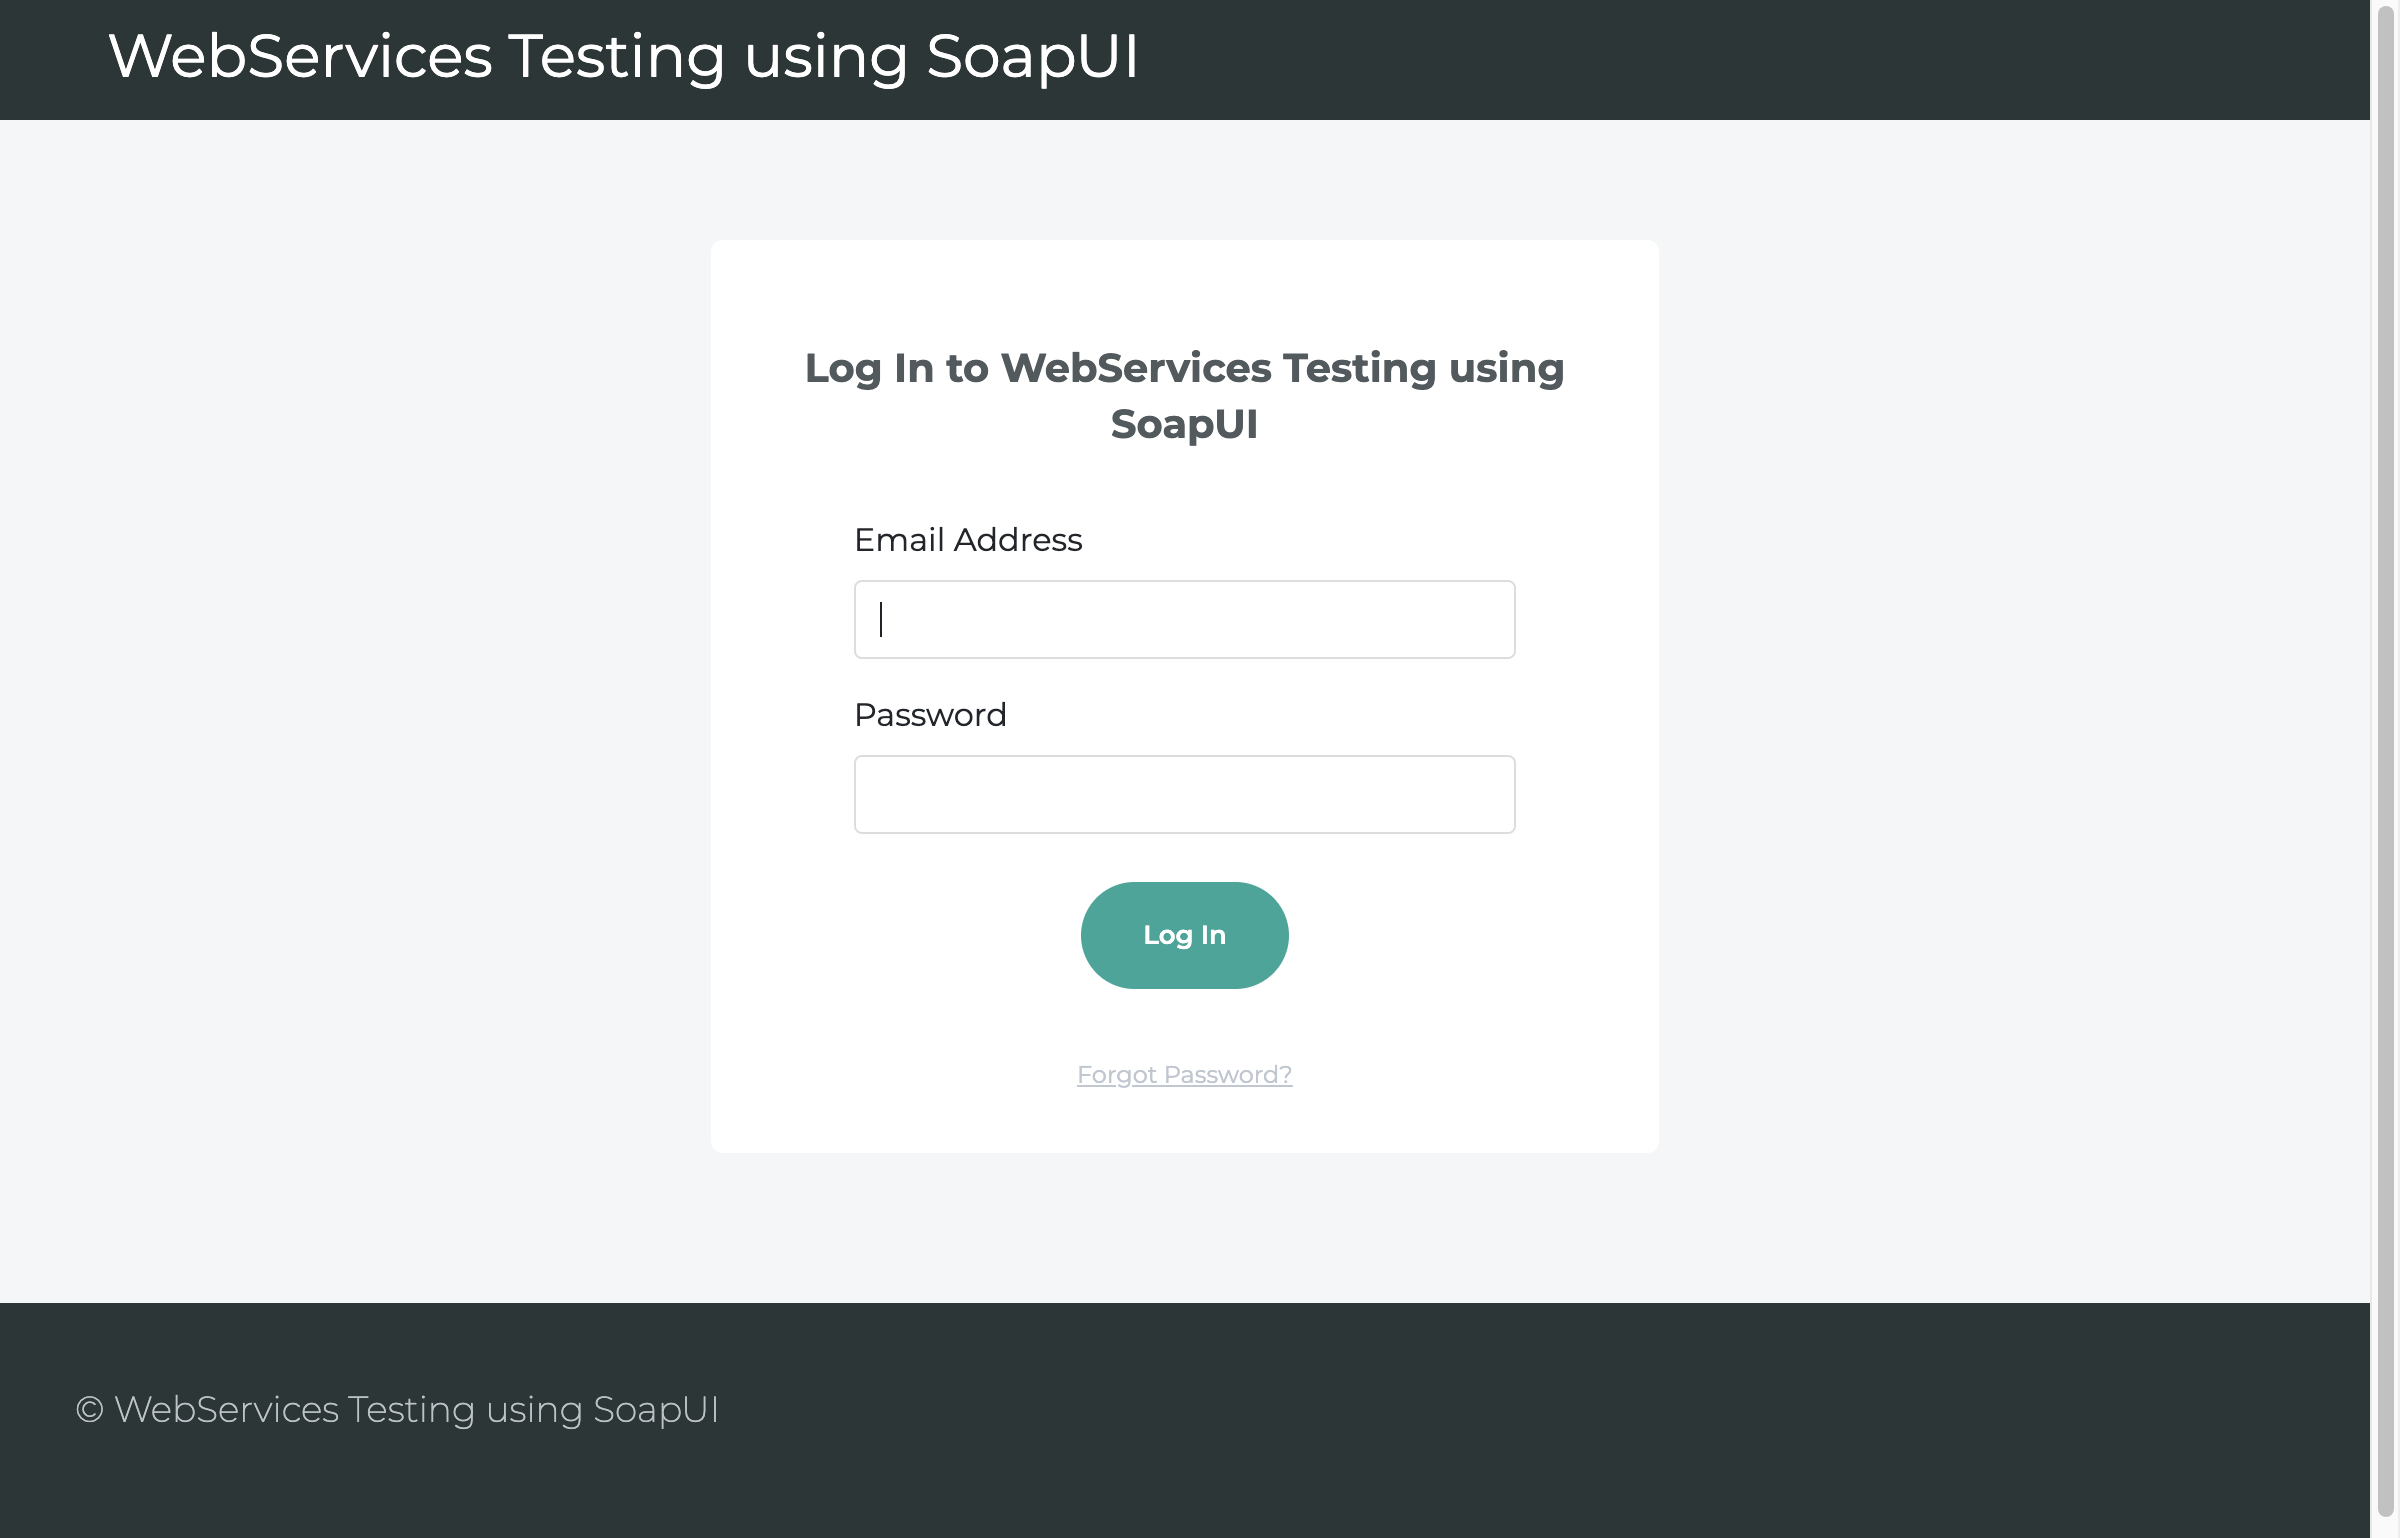 WebServices Testing using SoapUI
Log In to WebServices Testing using
SoapUI
Email Address
Password
Log In
Forgot Password?
© WebServices Testing using SoapUI